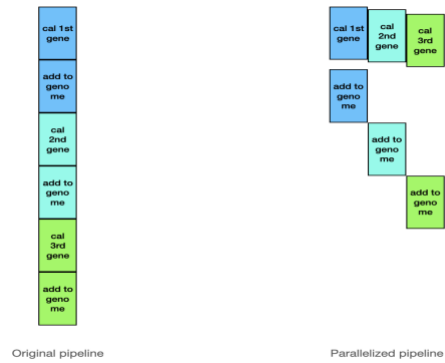 cal 1st
gene
add to
geno
me
cal
2nd
gene
add to
geno
me
cal
3rd
gene
add to
geno
me
Original pipeline
cal 1st
gene
cal
2nd
gene
cal
3rd
gene
add to
geno
me
add to
geno
me
add to
geno
me
Parallelized pipeline